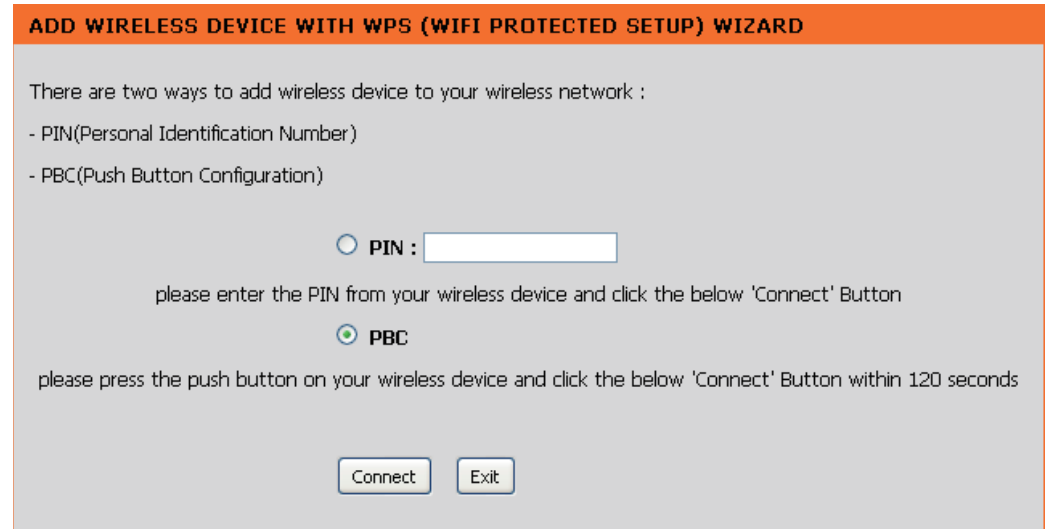 ADD WIRELESS DEVICE WITH WPS (WIFI PROTECTED SETUP) WIZARD
There are two ways to add wireless device to your wireless network :
- PIN(Personal Identification Number)
- PBC(Push Button Configuration)
PIN :
please enter the PIN from your wireless device and click the below 'Connect' Button
PBC
please press the push button on your wireless device and click the below 'Connect' Button within 120 seconds
Connect Exit